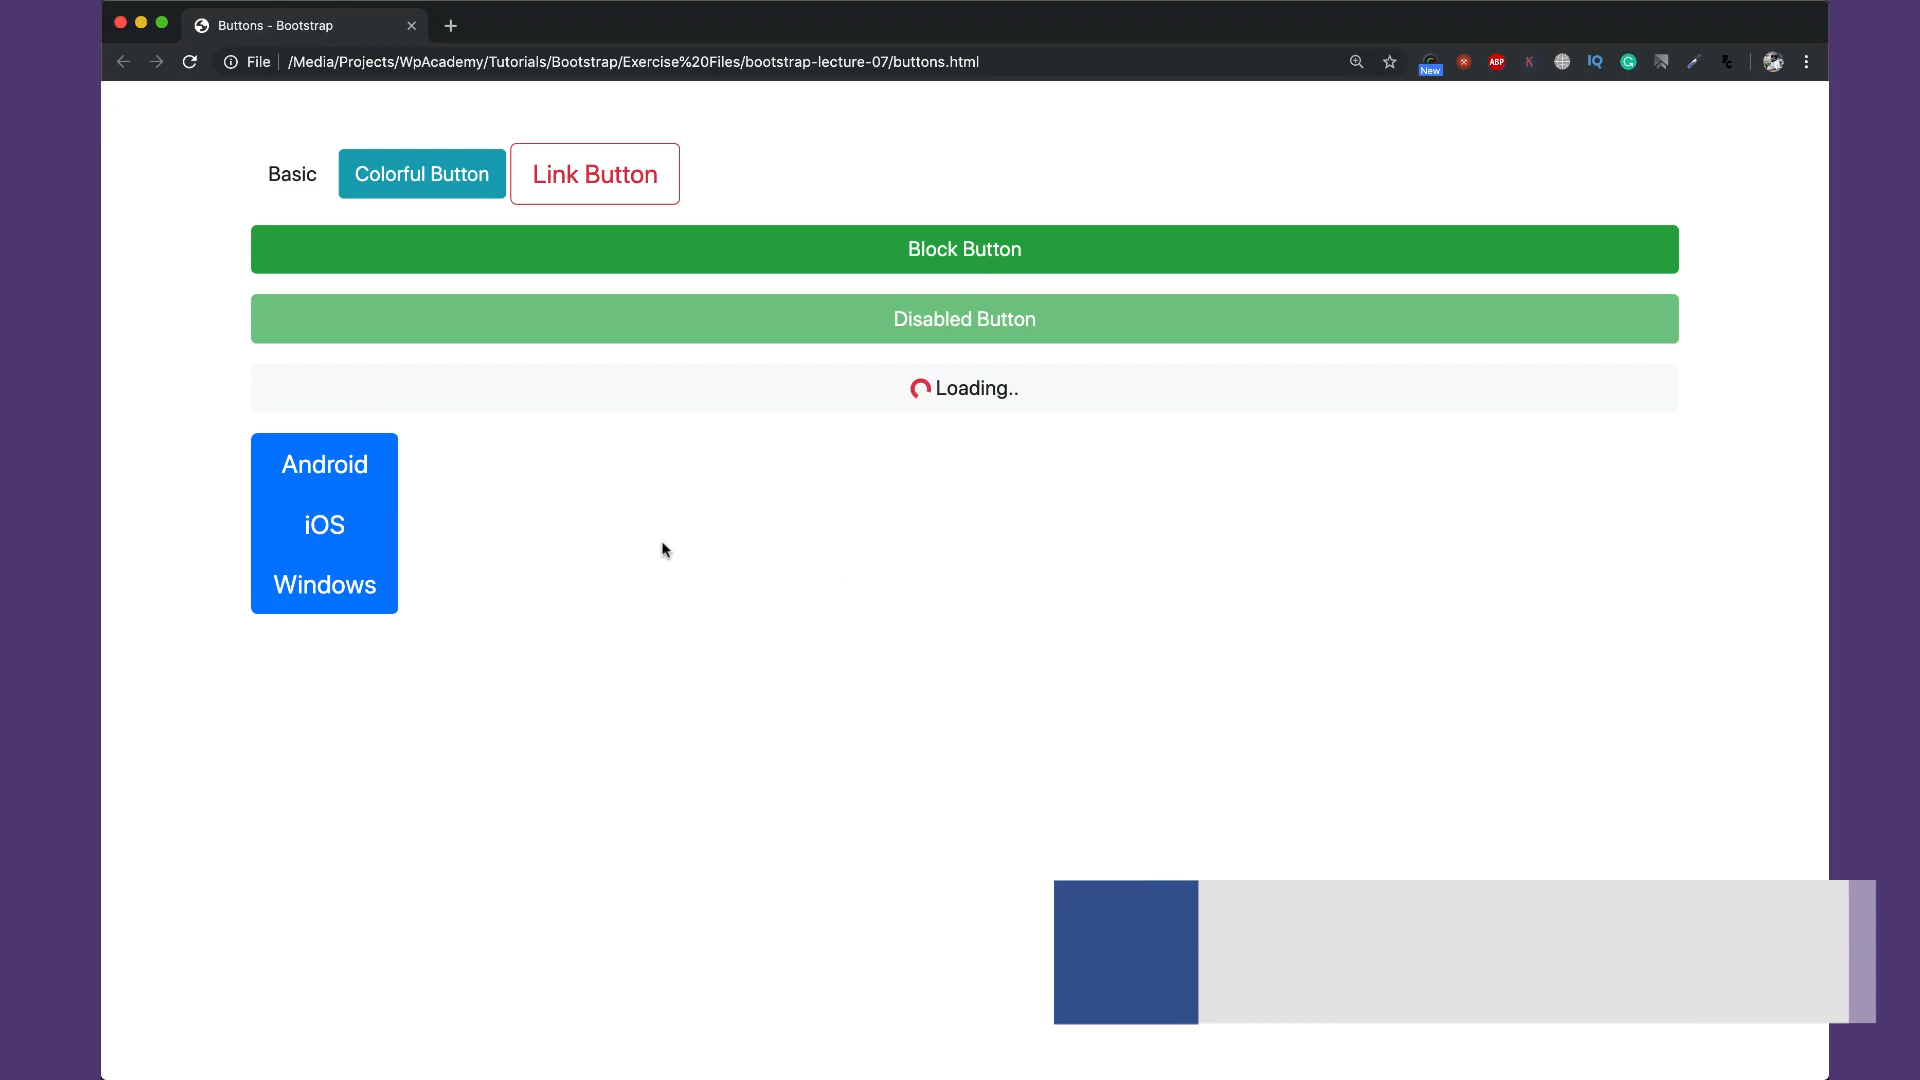 Buttons - Bootstrap
File /Media/Projects/WpAcademy/Tutorials/Bootstrap/Exercise%20Files/bootstrap-lecture-07/buttons.html
New ABP K IQ
Basic Colorful Button Link Button
Block Button
Disabled Button
Loading..
Android
iOS
Windows